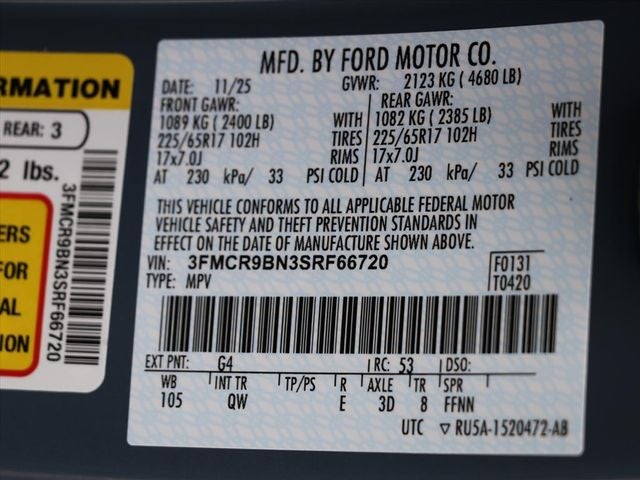 RMATION
REAR: 3
2 lbs.
3FMCR9BN3SRF66720
ERS
FOR
AL
ION
MFD. BY FORD MOTOR CO.
DATE: 11/25 GVWR: 2123 KG ( 4680 LB)
FRONT GAWR: REAR GAWR:
1089 KG ( 2400 LB) WITH 1082 KG ( 2385 LB) WITH
225/65R17 102H TIRES 225/65R17 102H TIRES
17x7.0J RIMS 17x7.0J RIMS
AT 230 kPa/ 33 PSI COLD AT 230 kPa/ 33 PSI COLD
THIS VEHICLE CONFORMS TO ALL APPLICABLE FEDERAL MOTOR
VEHICLE SAFETY AND THEFT PREVENTION STANDARDS IN
EFFECT ON THE DATE OF MANUFACTURE SHOWN ABOVE.
VIN: 3FMCR9BN3SRF66720 F0131
TYPE: MPV T0420
EXT PNT: G4 RC: 53 DSO:
WB INT TR TP/PS R AXLE TR SPR
105 QW E 3D 8 FFNN
UTC ▽ RU5A-1520472-AB